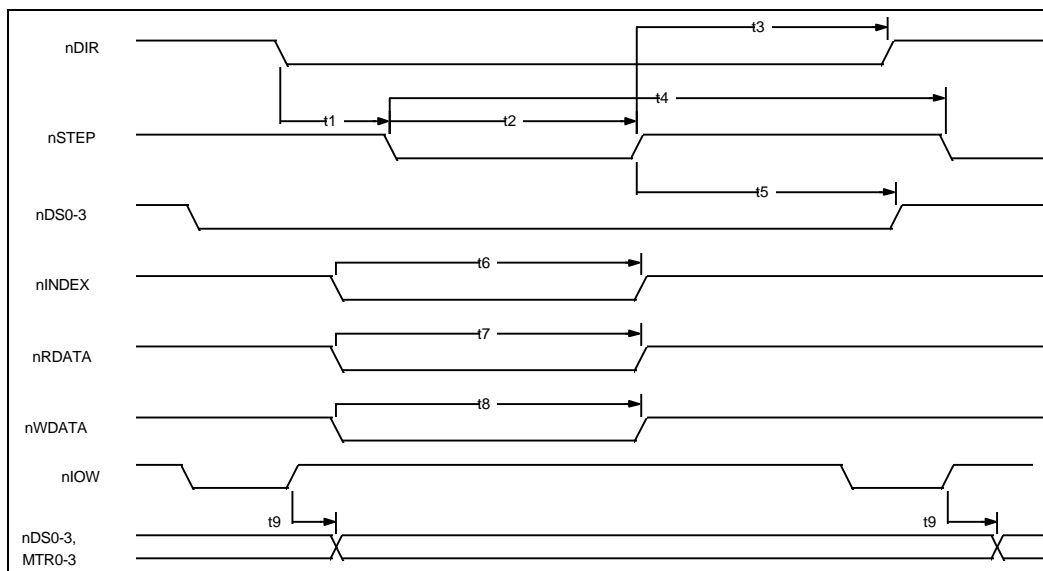 t3
nDIR
t4
t1
t2
nSTEP
t5
nDS0-3
t6
nINDEX
t7
nRDATA
t8
nWDATA
nIOW
t9
t9
nDS0-3,
MTR0-3